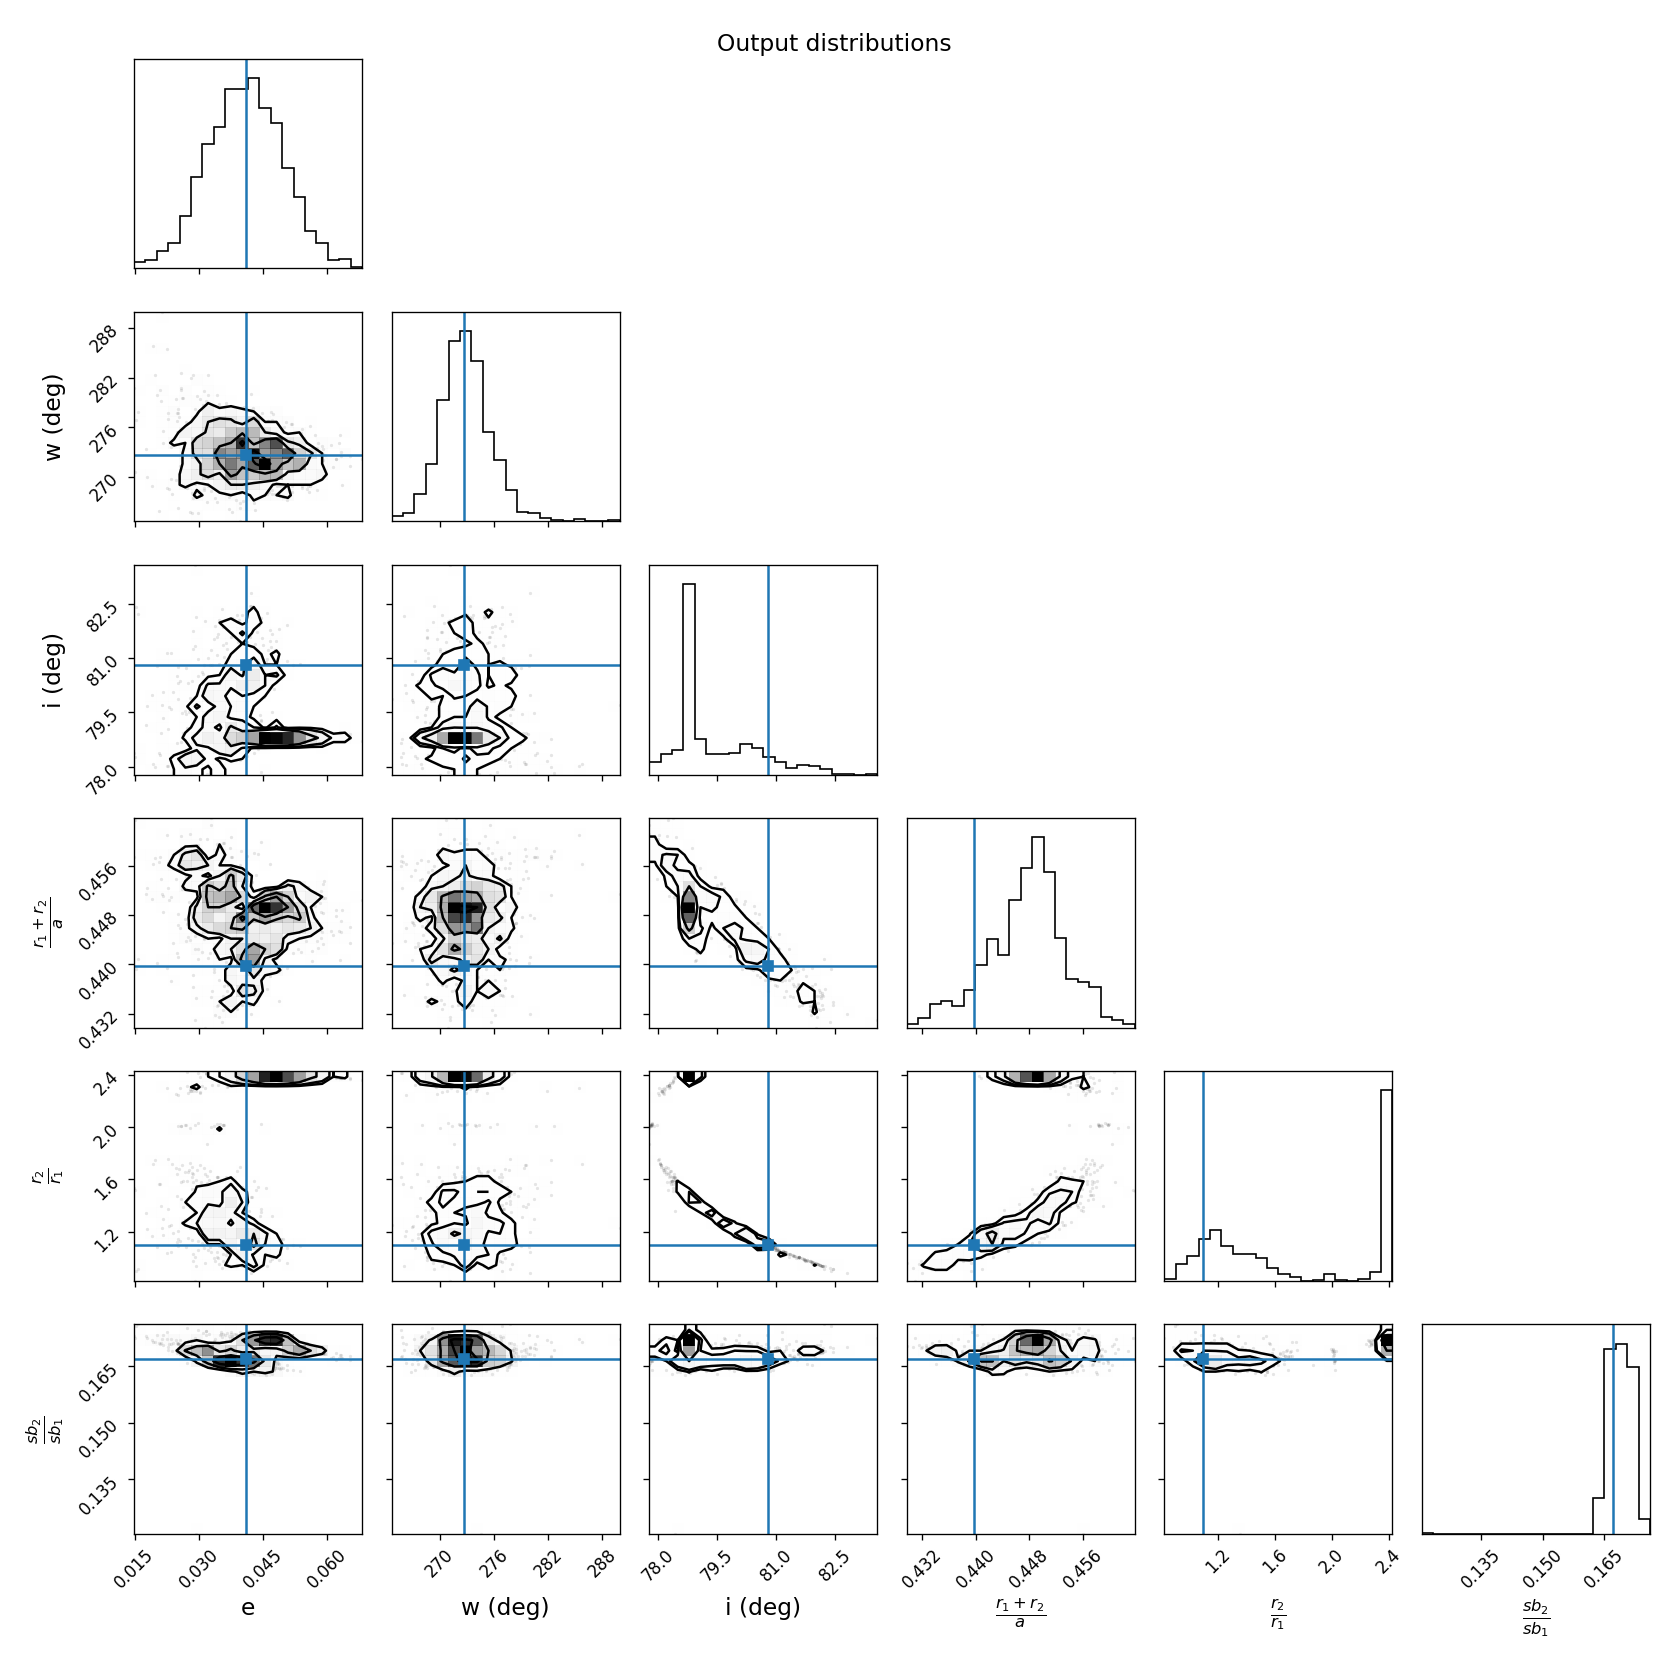 Output distributions
w (deg)
288
282
276
270
i (deg)
82.5
81.0
79.5
78.0
r1 + r2
a
0.456
0.448
0.440
0.432
r2
r1
2.4
2.0
1.6
1.2
sb2
sb1
0.165
0.150
0.135
0.015 0.030 0.045 0.060 270 276 282 288 78.0 79.5 81.0 82.5 0.432 0.440 0.448 0.456 1.2 1.6 2.0 2.4 0.135 0.150 0.165
e w (deg) i (deg) r1 + r2 r2 sb2
a r1 sb1